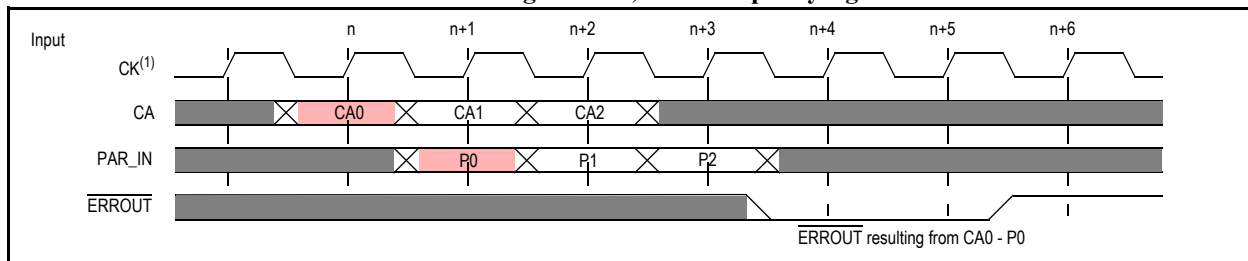 Input
n n+1 n+2 n+3 n+4 n+5 n+6
CK(1)
CA CA0 CA1 CA2
PAR_IN P0 P1 P2
ERROUT
ERROUT resulting from CA0 - P0